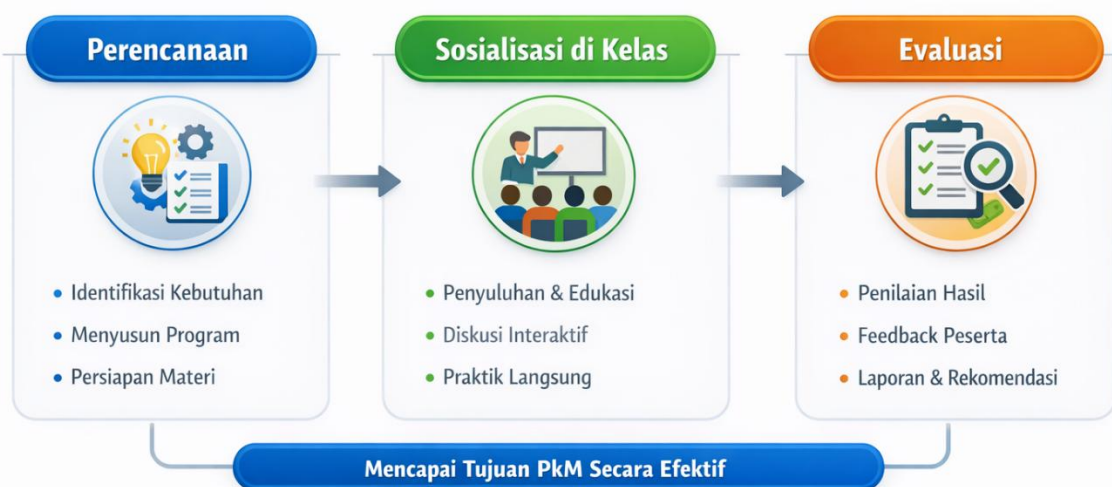 Perencanaan
• Identifikasi Kebutuhan
• Menyusun Program
• Persiapan Materi
Sosialisasi di Kelas
• Penyuluhan & Edukasi
• Diskusi Interaktif
• Praktik Langsung
Evaluasi
• Penilaian Hasil
• Feedback Peserta
• Laporan & Rekomendasi
Mencapai Tujuan PkM Secara Efektif